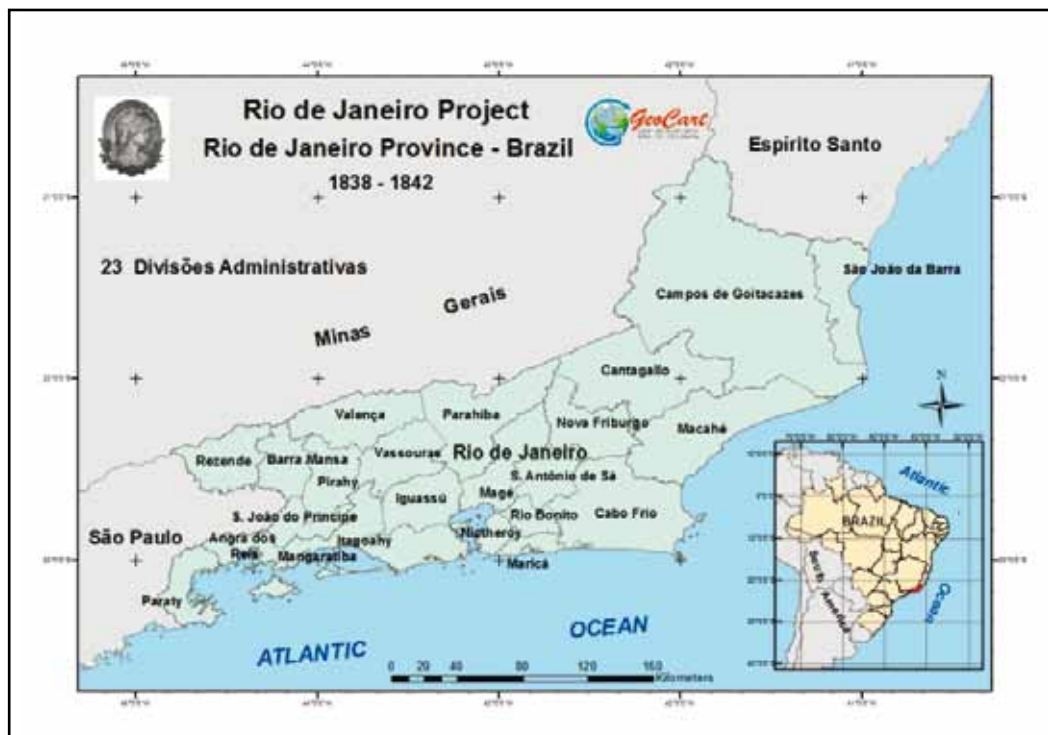 Rio de Janeiro Project
Rio de Janeiro Province - Brazil
1838 - 1842
GeoCart
Espírito Santo
23 Divisões Administrativas
São João da Barra
Campos de Goitacazes
Gerais
Minas
Cantagallo
Valença
Parahiba
Nova Friburgo
Macahé
N
Rezende
Barra Mansa
Vassouras
Rio de Janeiro
Pirahy
Iguassú
Magé
S. Antônio de Sá
S. João do Principe
Rio Bonito
Cabo Frio
São Paulo
Angra dos
Reis
Mangaratiba
Itagoahy
Nictheroy
Maricá
Paraty
ATLANTIC
OCEAN
0 20 40 80 120 160
Kilometers
Atlantic
BRAZIL
South
America
Ocean